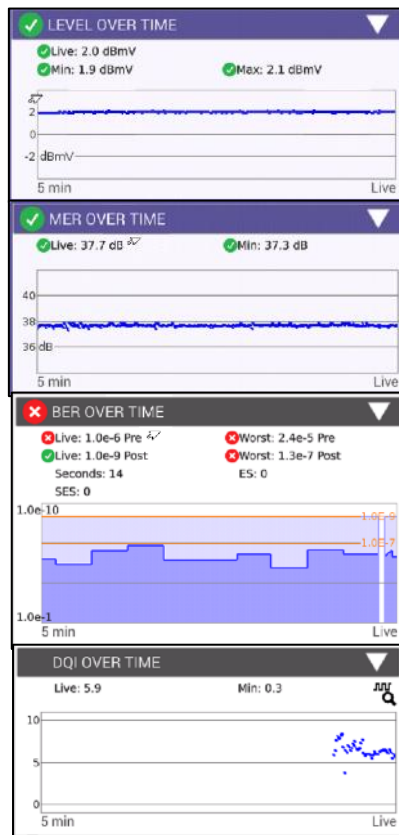 LEVEL OVER TIME
Live: 2.0 dBmV
Min: 1.9 dBmV Max: 2.1 dBmV
2
0
-2 dBmV
5 min Live
MER OVER TIME
Live: 37.7 dB Min: 37.3 dB
40
38
36 dB
5 min Live
BER OVER TIME
Live: 1.0e-6 Pre Worst: 2.4e-5 Pre
Live: 1.0e-9 Post Worst: 1.3e-7 Post
Seconds: 14 ES: 0
SES: 0
1.0e-10
1.0E-9
1.0E-7
1.0e-1
5 min Live
DQI OVER TIME
Live: 5.9 Min: 0.3
10
5
0
5 min Live